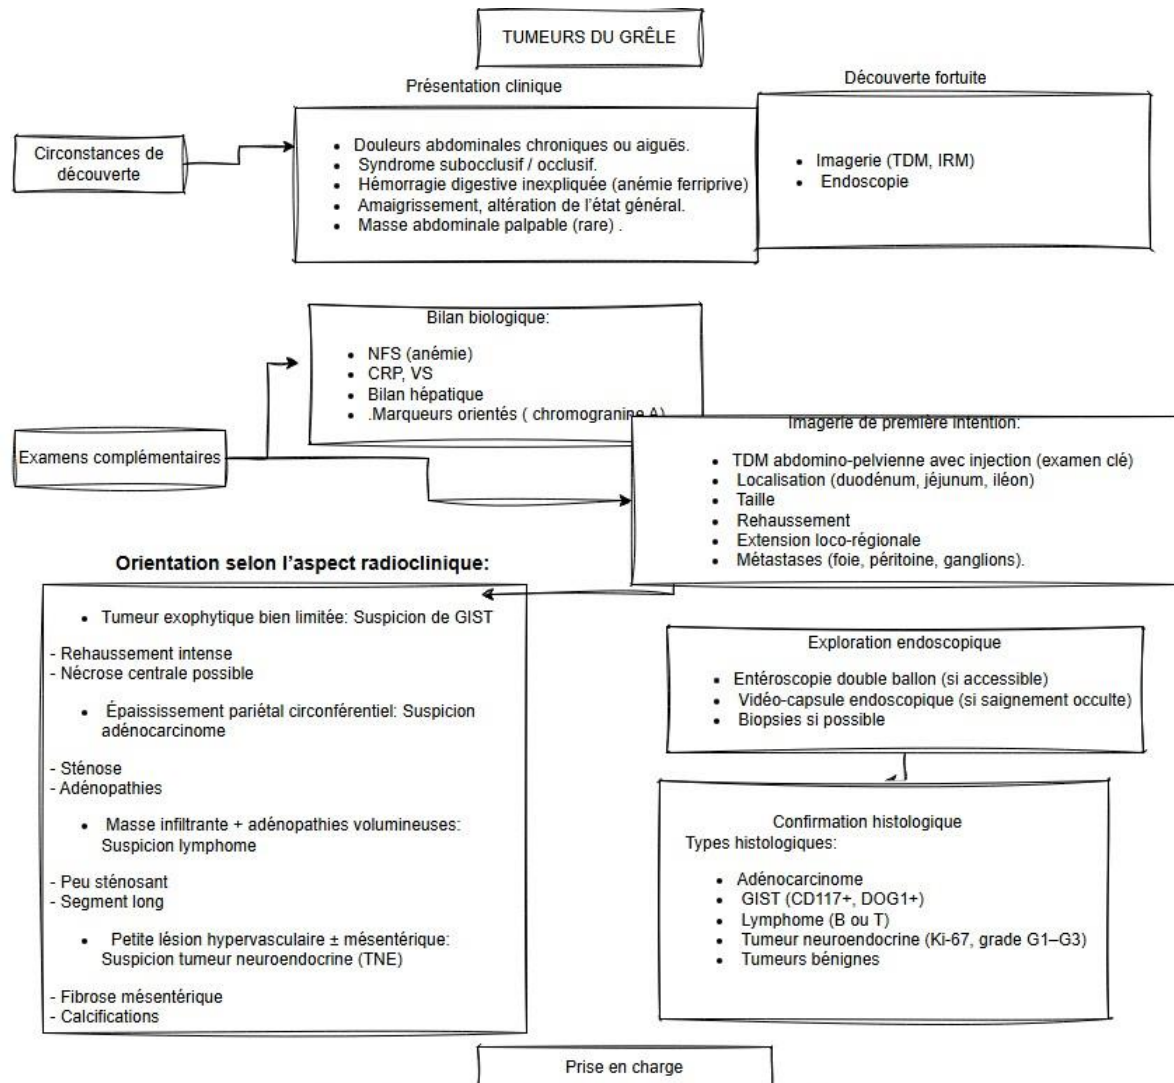 TUMEURS DU GRÊLE
Présentation clinique
Découverte fortuite
Circonstances de
découverte
• Douleurs abdominales chroniques ou aiguës.
• Syndrome subocclusif / occlusif.
• Hémorragie digestive inexpliquée (anémie ferriprive)
• Amaigrissement, altération de l'état général.
• Masse abdominale palpable (rare) .
• Imagerie (TDM, IRM)
• Endoscopie
Bilan biologique:
• NFS (anémie)
• CRP, VS
• Bilan hépatique
• .Marqueurs orientés ( chromogranine A)
Examens complémentaires
Imagerie de première intention:
• TDM abdomino-pelvienne avec injection (examen clé)
• Localisation (duodénum, jéjunum, iléon)
• Taille
• Rehaussement
• Extension loco-régionale
• Métastases (foie, péritoine, ganglions).
Orientation selon l'aspect radioclinique:
• Tumeur exophytique bien limitée: Suspicion de GIST
- Rehaussement intense
- Nécrose centrale possible
• Épaississement pariétal circonférentiel: Suspicion
adénocarcinome
- Sténose
- Adénopathies
• Masse infiltrante + adénopathies volumineuses:
Suspicion lymphome
- Peu sténosant
- Segment long
• Petite lésion hypervasculaire ± mésentérique:
Suspicion tumeur neuroendocrine (TNE)
- Fibrose mésentérique
- Calcifications
Exploration endoscopique
• Entéroscopie double ballon (si accessible)
• Vidéo-capsule endoscopique (si saignement occulte)
• Biopsies si possible
Confirmation histologique
Types histologiques:
• Adénocarcinome
• GIST (CD117+, DOG1+)
• Lymphome (B ou T)
• Tumeur neuroendocrine (Ki-67, grade G1–G3)
• Tumeurs bénignes
Prise en charge